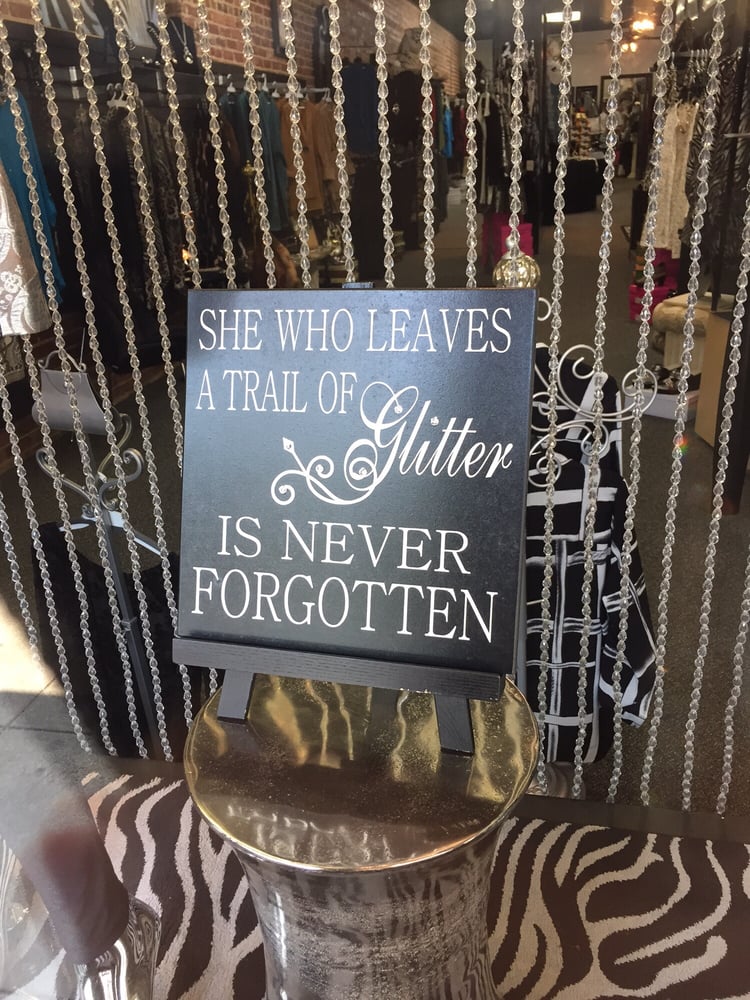 SHE WHO LEAVES
A TRAIL OF Glitter
IS NEVER
FORGOTTEN